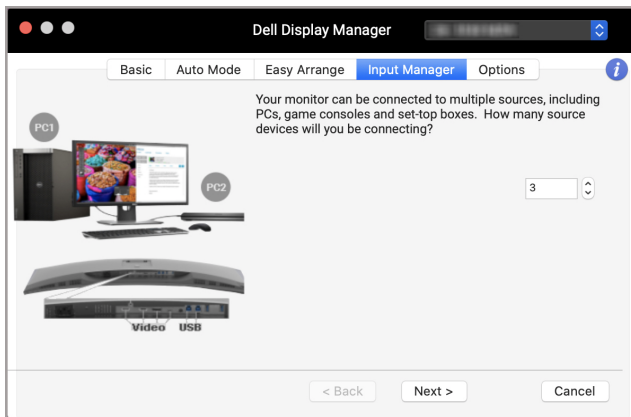 Dell Display Manager
Basic Auto Mode Easy Arrange Input Manager Options
Your monitor can be connected to multiple sources, including
PCs, game consoles and set-top boxes. How many source
devices will you be connecting?
PC1
PC2
3
Video USB
< Back Next > Cancel